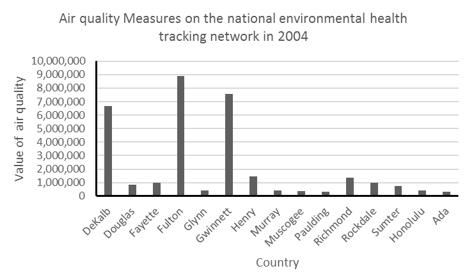 Air quality Measures on the national environmental health
tracking network in 2004
Value of air quality
10,000,000
9,000,000
8,000,000
7,000,000
6,000,000
5,000,000
4,000,000
3,000,000
2,000,000
1,000,000
0
DeKalb
Douglas
Fayette
Fulton
Glynn
Gwinnett
Henry
Murray
Muscogee
Paulding
Richmond
Rockdale
Sumter
Honolulu
Ada
Country